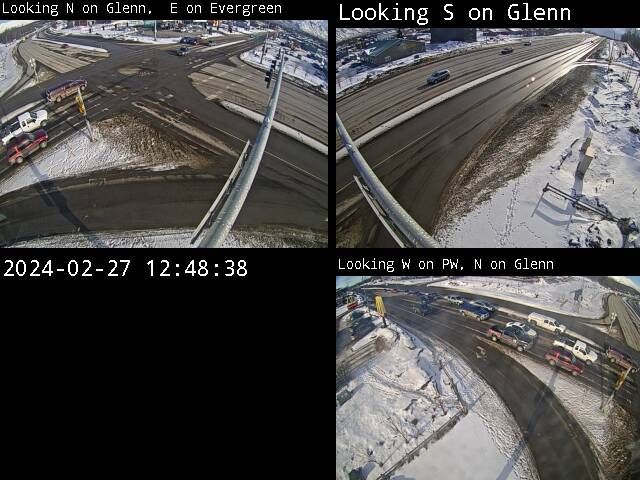 Looking N on Glenn,  E on Evergreen
Looking S on Glenn
2024-02-27 12:48:38
Looking W on PW, N on Glenn